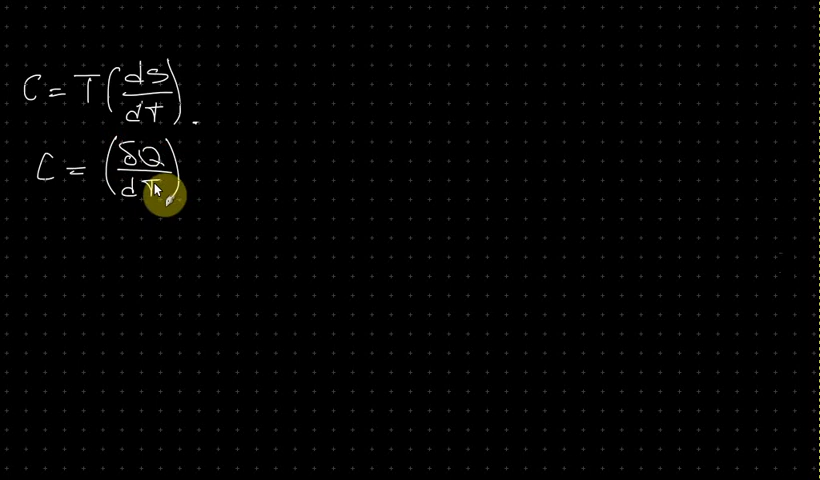 C = T(dS/dT).
C = (δQ/dT)